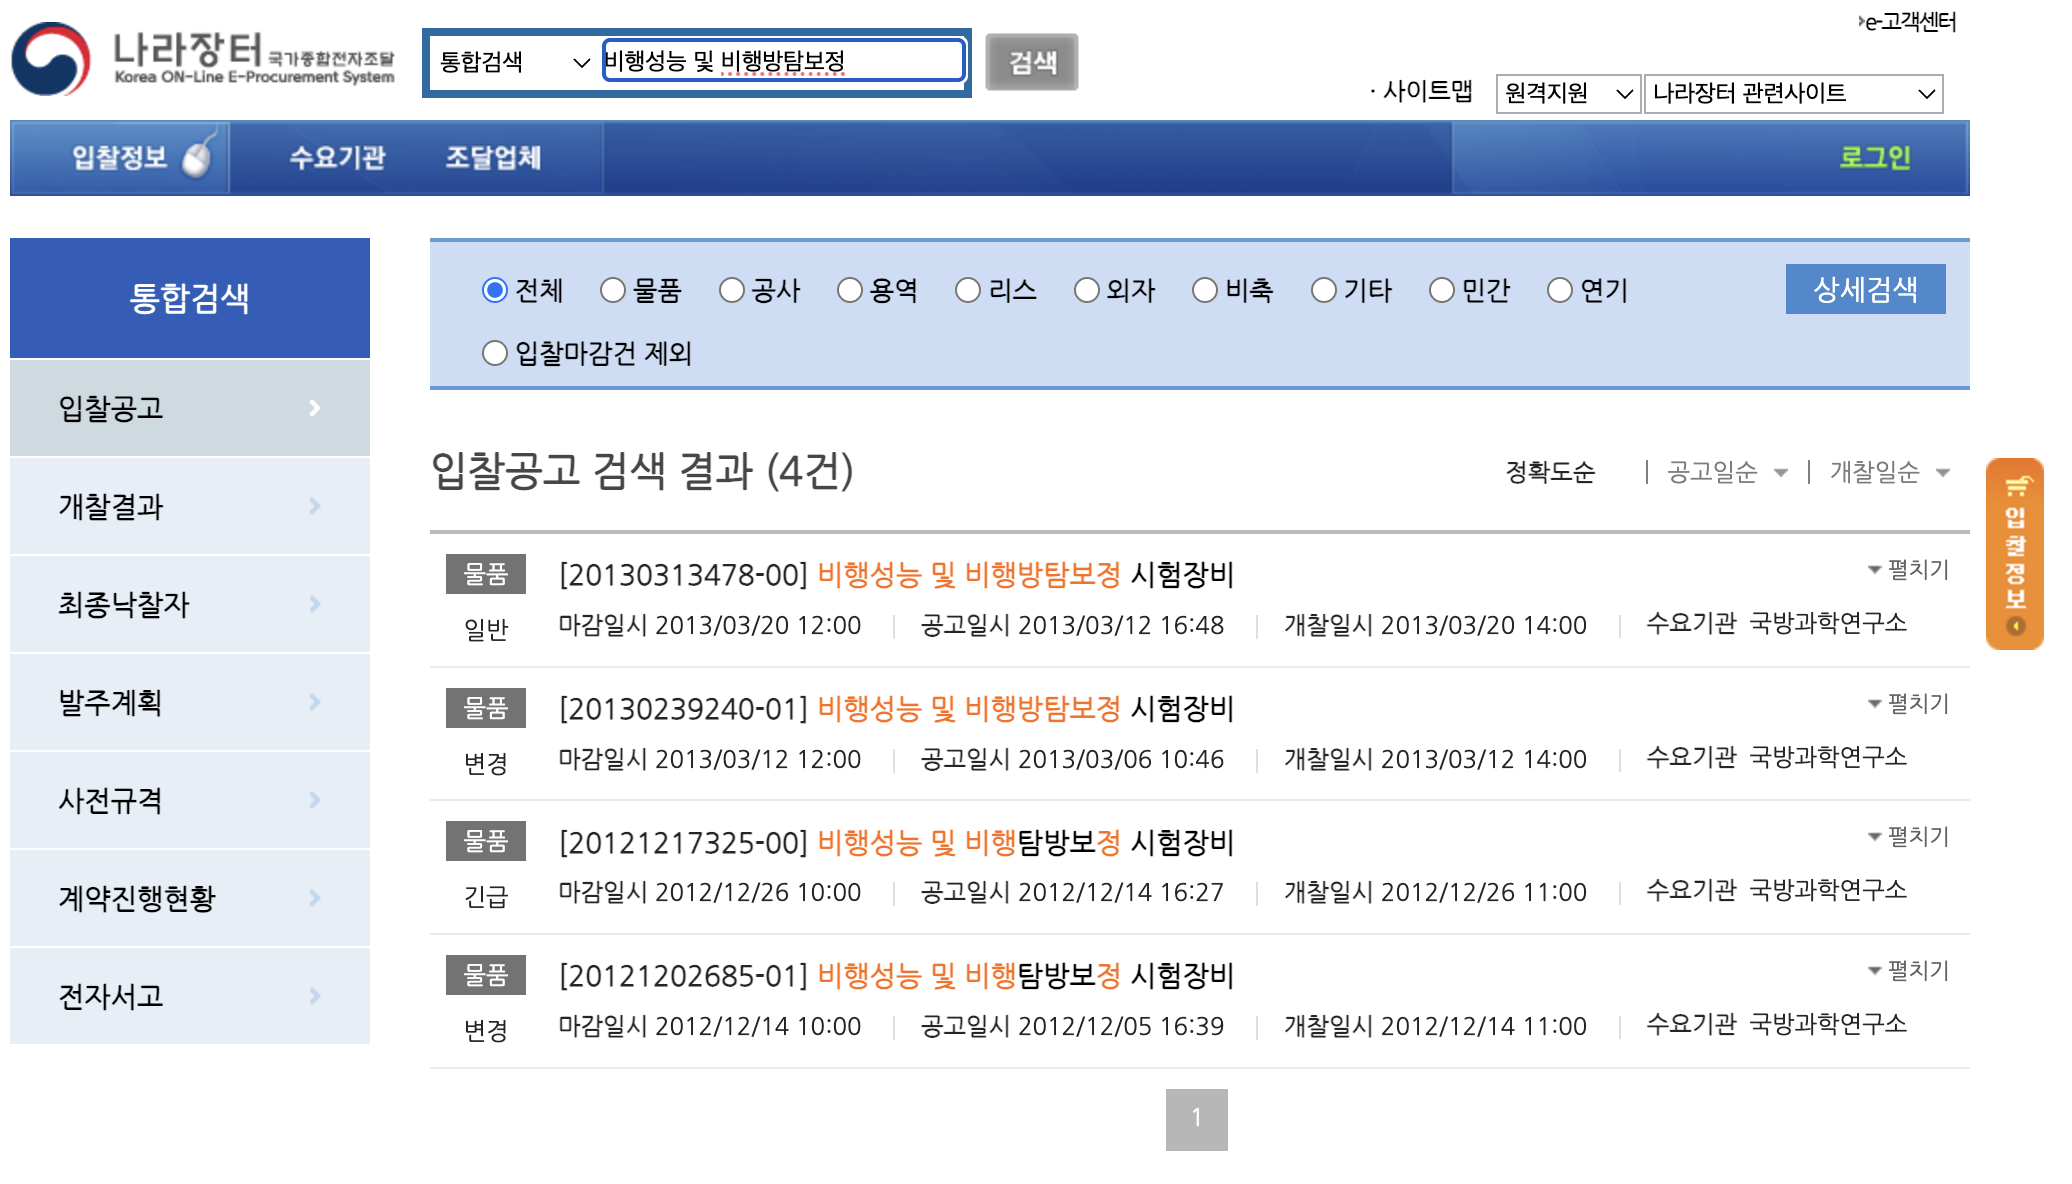 ▸e-고객센터
나라장터 국가종합전자조달
Korea ON-Line E-Procurement System
통합검색 비행성능 및 비행방탐보정 검색
· 사이트맵 원격지원 나라장터 관련사이트
입찰정보 수요기관 조달업체 로그인
통합검색
입찰공고
개찰결과
최종낙찰자
발주계획
사전규격
계약진행현황
전자서고
전체 물품 공사 용역 리스 외자 비축 기타 민간 연기 상세검색
입찰마감건 제외
입찰공고 검색 결과 (4건) 정확도순 | 공고일순 | 개찰일순
물품 [20130313478-00] 비행성능 및 비행방탐보정 시험장비 펼치기
일반 마감일시 2013/03/20 12:00 공고일시 2013/03/12 16:48 개찰일시 2013/03/20 14:00 수요기관 국방과학연구소
물품 [20130239240-01] 비행성능 및 비행방탐보정 시험장비 펼치기
변경 마감일시 2013/03/12 12:00 공고일시 2013/03/06 10:46 개찰일시 2013/03/12 14:00 수요기관 국방과학연구소
물품 [20121217325-00] 비행성능 및 비행탐방보정 시험장비 펼치기
긴급 마감일시 2012/12/26 10:00 공고일시 2012/12/14 16:27 개찰일시 2012/12/26 11:00 수요기관 국방과학연구소
물품 [20121202685-01] 비행성능 및 비행탐방보정 시험장비 펼치기
변경 마감일시 2012/12/14 10:00 공고일시 2012/12/05 16:39 개찰일시 2012/12/14 11:00 수요기관 국방과학연구소
1
입찰정보